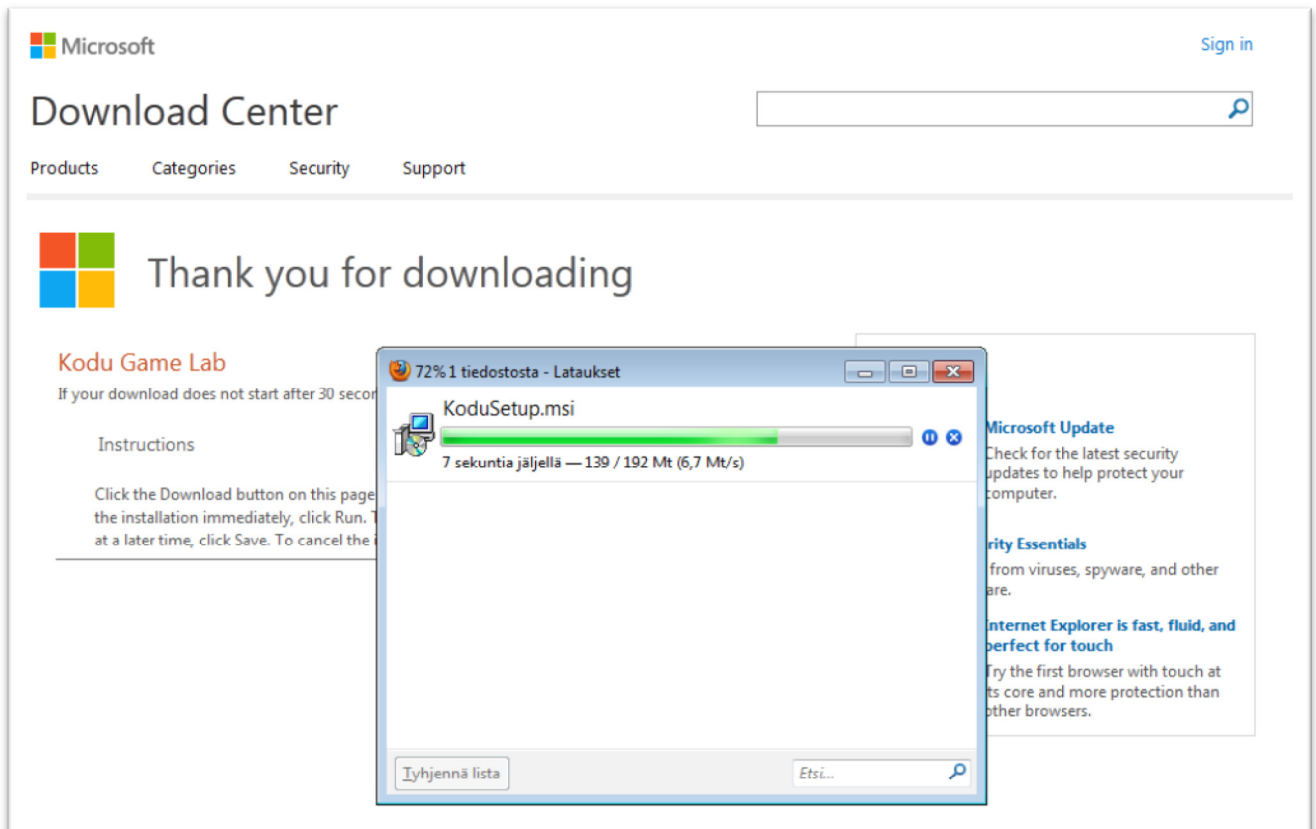 Microsoft
Sign in
Download Center
Products Categories Security Support
Thank you for downloading
Kodu Game Lab
If your download does not start after 30
Instructions
Click the Download button on this page
the installation immediately, click Run.
at a later time, click Save. To cancel the
72% 1 tiedostosta - Lataukset
KoduSetup.msi
7 sekuntia jäljellä — 139 / 192 Mt (6,7 Mt/s)
Tyhjennä lista
Etsi...
Microsoft Update
Check for the latest security
updates to help protect your
computer.
Essentials
from viruses, spyware, and other
Internet Explorer is fast, fluid, and
perfect for touch
Try the first browser with touch at
its core and more protection than
other browsers.